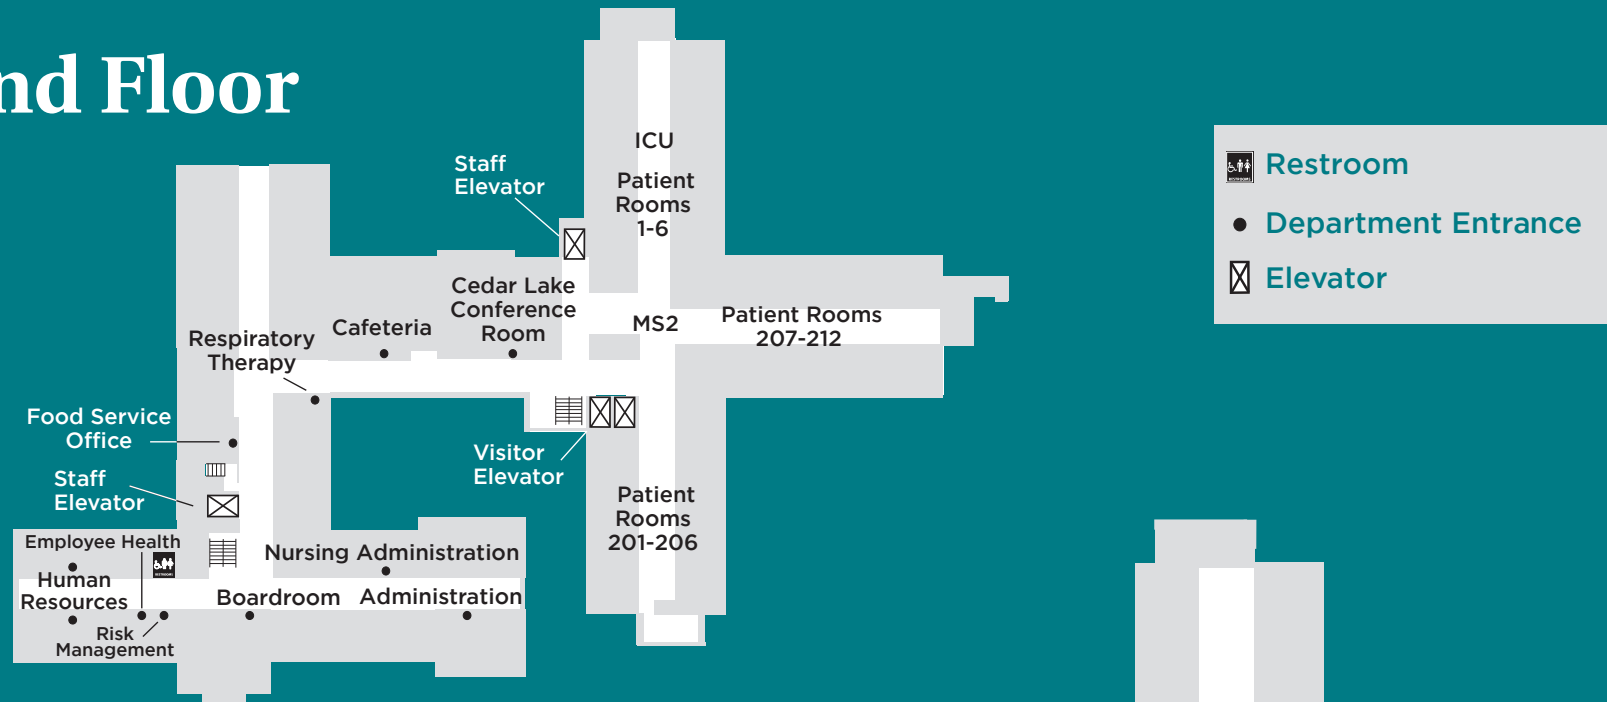 nd Floor
Restroom
Department Entrance
Elevator
ICU
Patient
Rooms
1-6
Staff
Elevator
Cedar Lake
Conference
Room
Cafeteria
Respiratory
Therapy
MS2
Patient Rooms
207-212
Food Service
Office
Staff
Elevator
Visitor
Elevator
Patient
Rooms
201-206
Employee Health
Nursing Administration
Human
Resources
Boardroom
Administration
Risk
Management